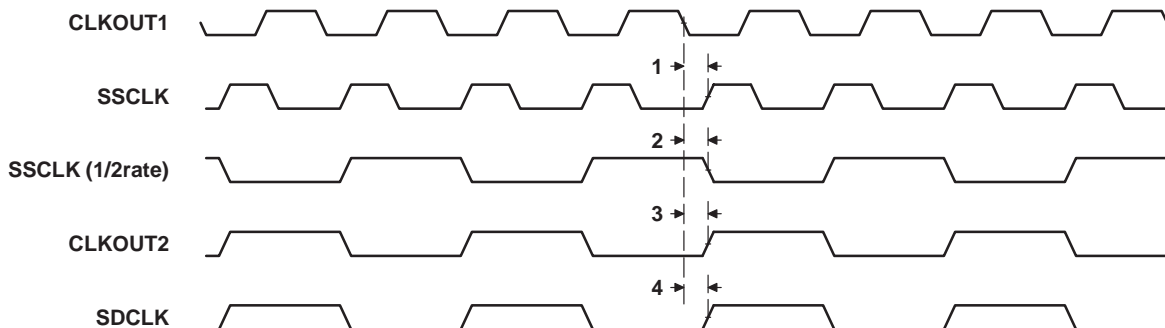 CLKOUT1
1
SSCLK
2
SSCLK (1/2rate)
3
CLKOUT2
4
SDCLK